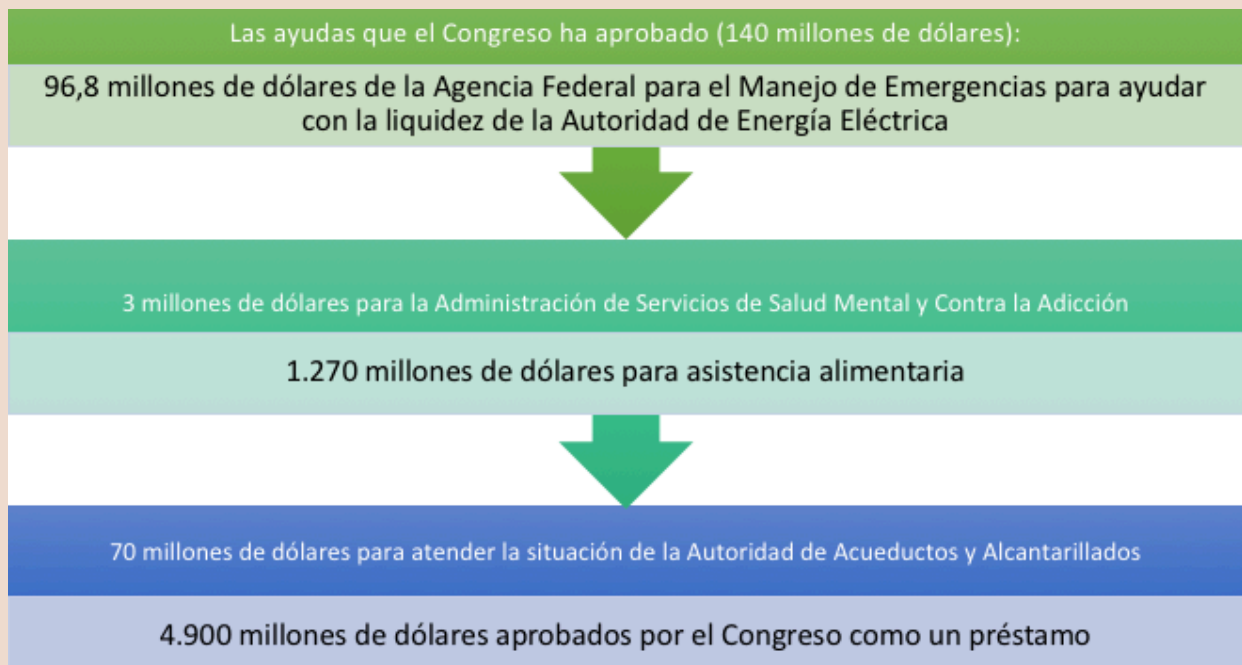 Las ayudas que el Congreso ha aprobado (140 millones de dólares):
96,8 millones de dólares de la Agencia Federal para el Manejo de Emergencias para ayudar
con la liquidez de la Autoridad de Energía Eléctrica
3 millones de dólares para la Administración de Servicios de Salud Mental y Contra la Adicción
1.270 millones de dólares para asistencia alimentaria
70 millones de dólares para atender la situación de la Autoridad de Acueductos y Alcantarillados
4.900 millones de dólares aprobados por el Congreso como un préstamo